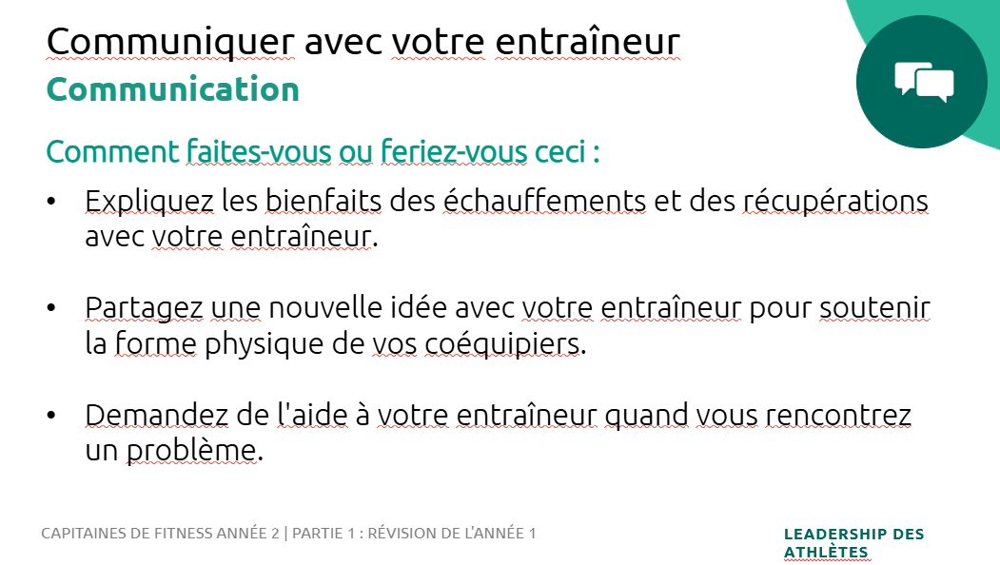 Communiquer avec votre entraîneur
Communication
Comment faites-vous ou feriez-vous ceci :
• Expliquez les bienfaits des échauffements et des récupérations
avec votre entraîneur.
• Partagez une nouvelle idée avec votre entraîneur pour soutenir
la forme physique de vos coéquipiers.
• Demandez de l'aide à votre entraîneur quand vous rencontrez
un problème.
CAPITAINES DE FITNESS ANNÉE 2 | PARTIE 1 : RÉVISION DE L'ANNÉE 1
LEADERSHIP DES
ATHLÈTES